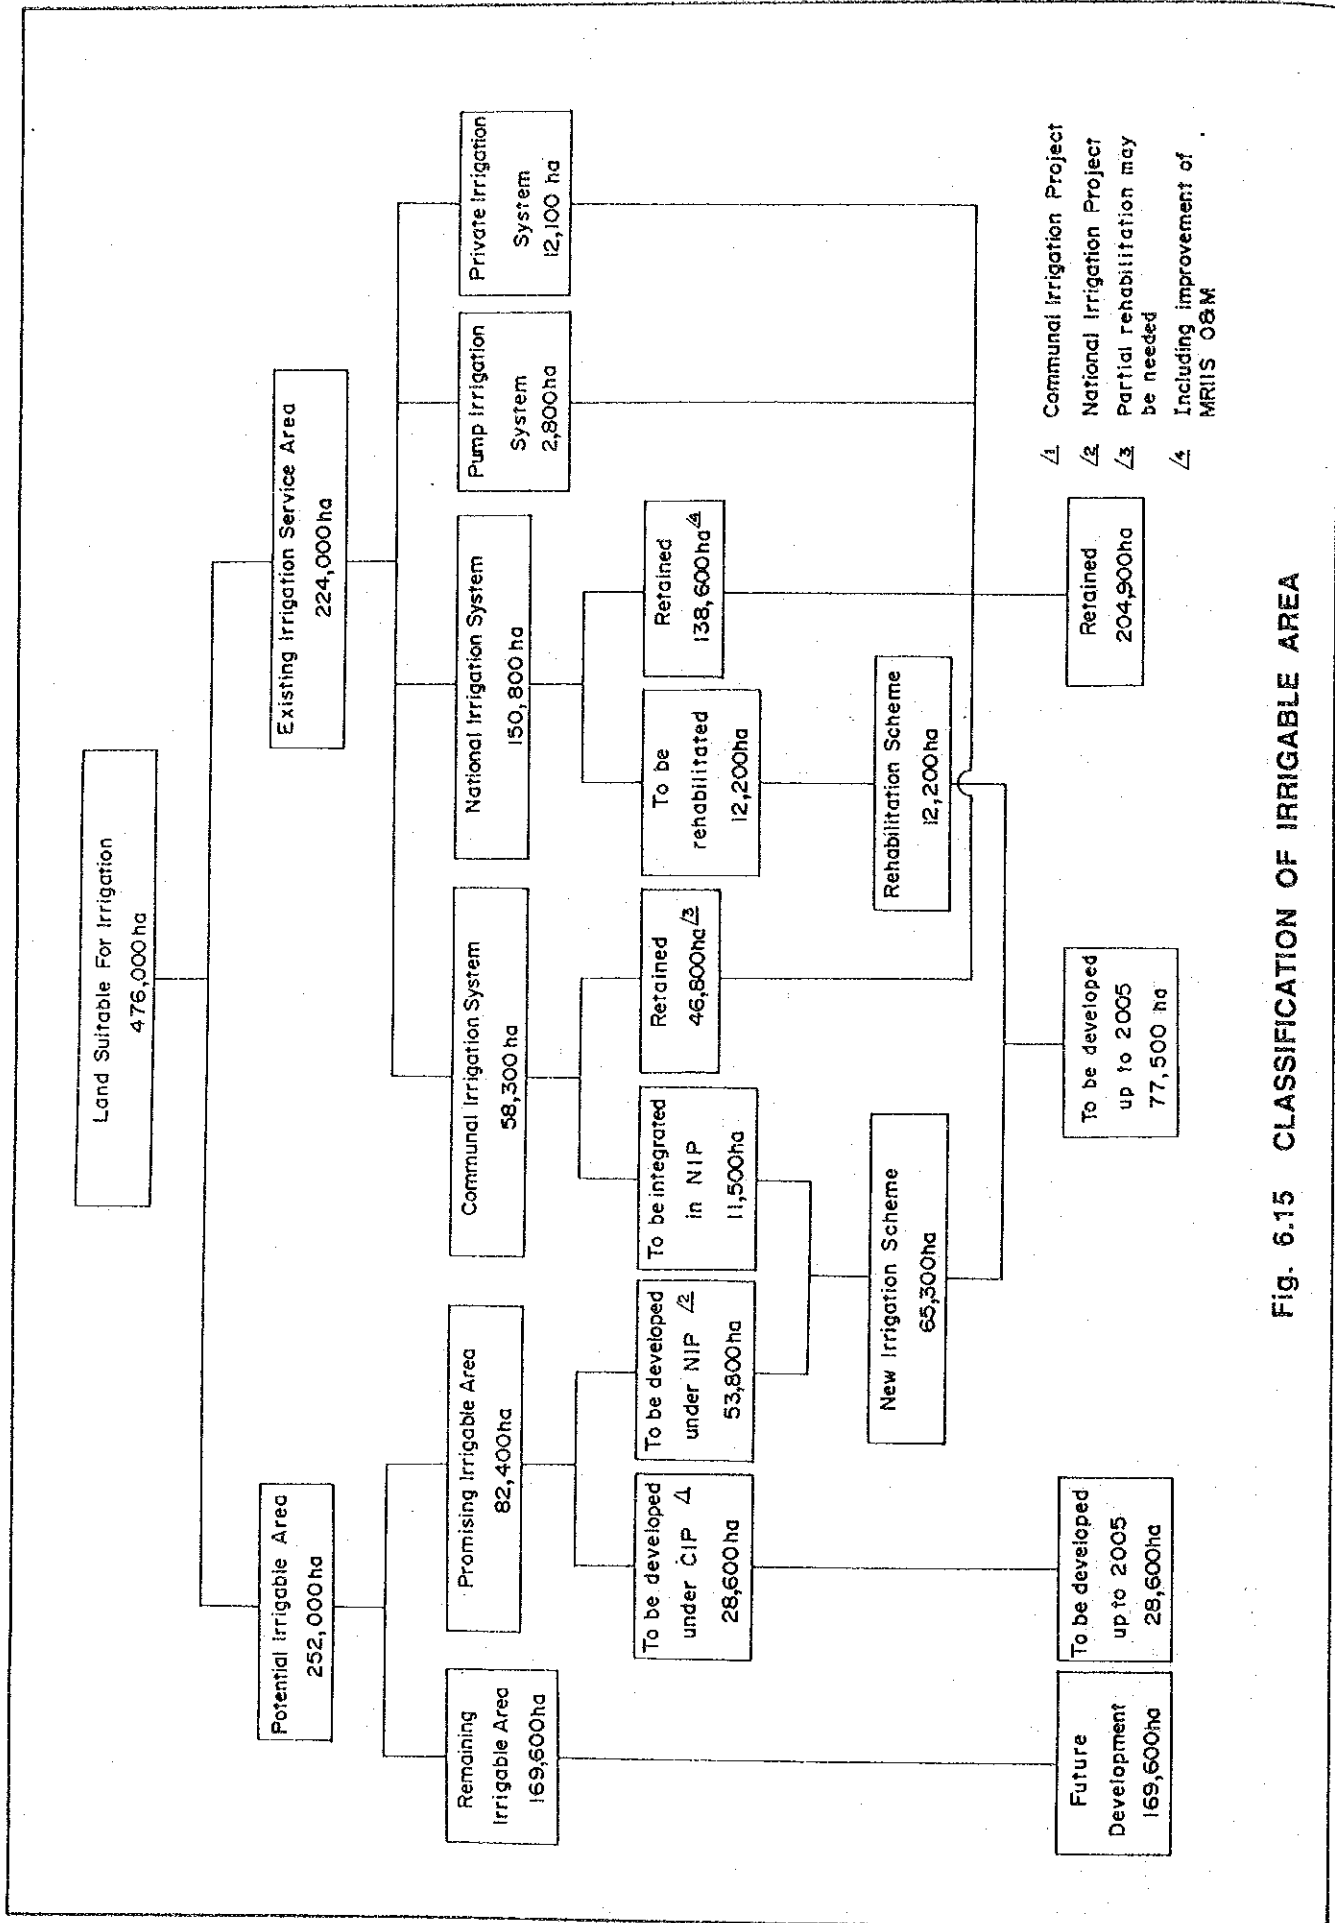 Land Suitable For Irrigation
476,000 ha
Potential Irrigable Area
252,000 ha
Existing Irrigation Service Area
224,000 ha
Remaining
Irrigable Area
169,600 ha
Promising Irrigable Area
82,400 ha
Communal Irrigation System
58,300 ha
National Irrigation System
150,800 ha
Pump Irrigation
System
2,800 ha
Private Irrigation
System
12,100 ha
To be developed
under CIP /1
28,600 ha
To be developed
under NIP /2
53,800 ha
To be integrated
in NIP
11,500 ha
Retained
46,800 ha /3
To be
rehabilitated
12,200 ha
Retained
138,600 ha /4
New Irrigation Scheme
65,300 ha
Rehabilitation Scheme
12,200 ha
Future
Development
169,600 ha
To be developed
up to 2005
28,600 ha
To be developed
up to 2005
77,500 ha
Retained
204,900 ha
/1 Communal Irrigation Project
/2 National Irrigation Project
/3 Partial rehabilitation may
be needed
/4 Including improvement of
MRIIS O&M
Fig. 6.15 CLASSIFICATION OF IRRIGABLE AREA